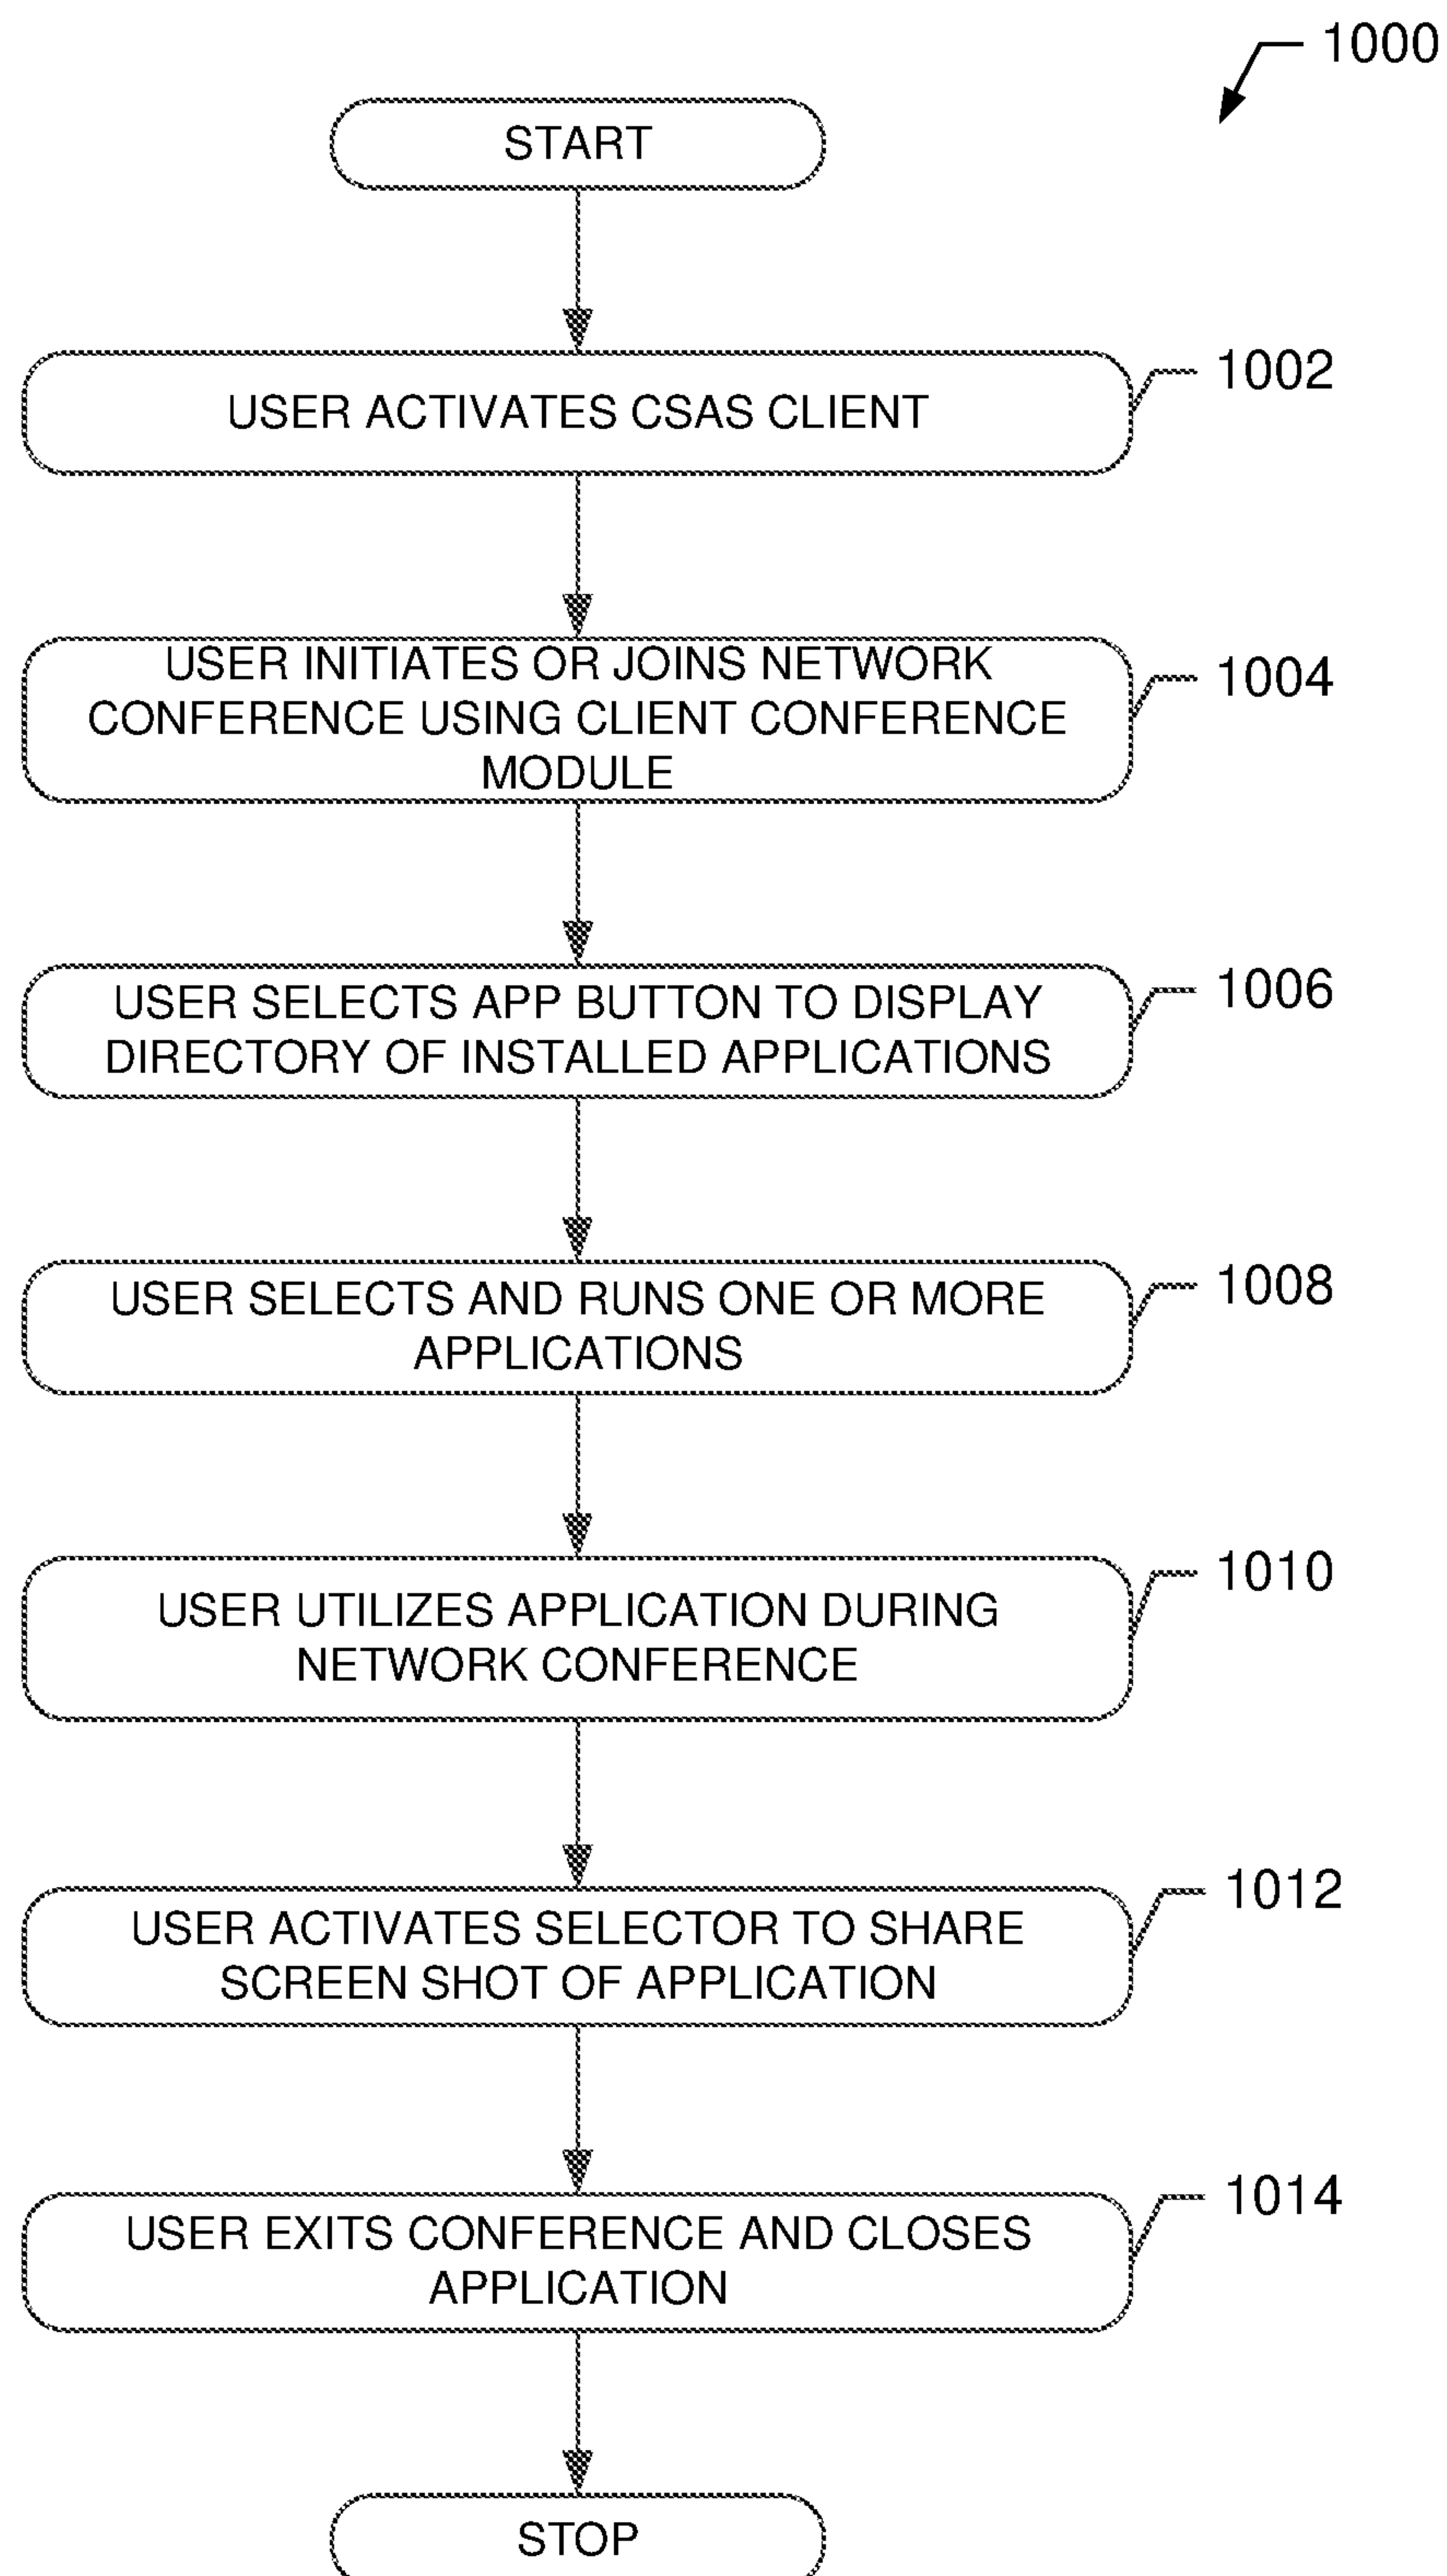 1000
START
USER ACTIVATES CSAS CLIENT
1002
USER INITIATES OR JOINS NETWORK
CONFERENCE USING CLIENT CONFERENCE
MODULE
1004
USER SELECTS APP BUTTON TO DISPLAY
DIRECTORY OF INSTALLED APPLICATIONS
1006
USER SELECTS AND RUNS ONE OR MORE
APPLICATIONS
1008
USER UTILIZES APPLICATION DURING
NETWORK CONFERENCE
1010
USER ACTIVATES SELECTOR TO SHARE
SCREEN SHOT OF APPLICATION
1012
USER EXITS CONFERENCE AND CLOSES
APPLICATION
1014
STOP